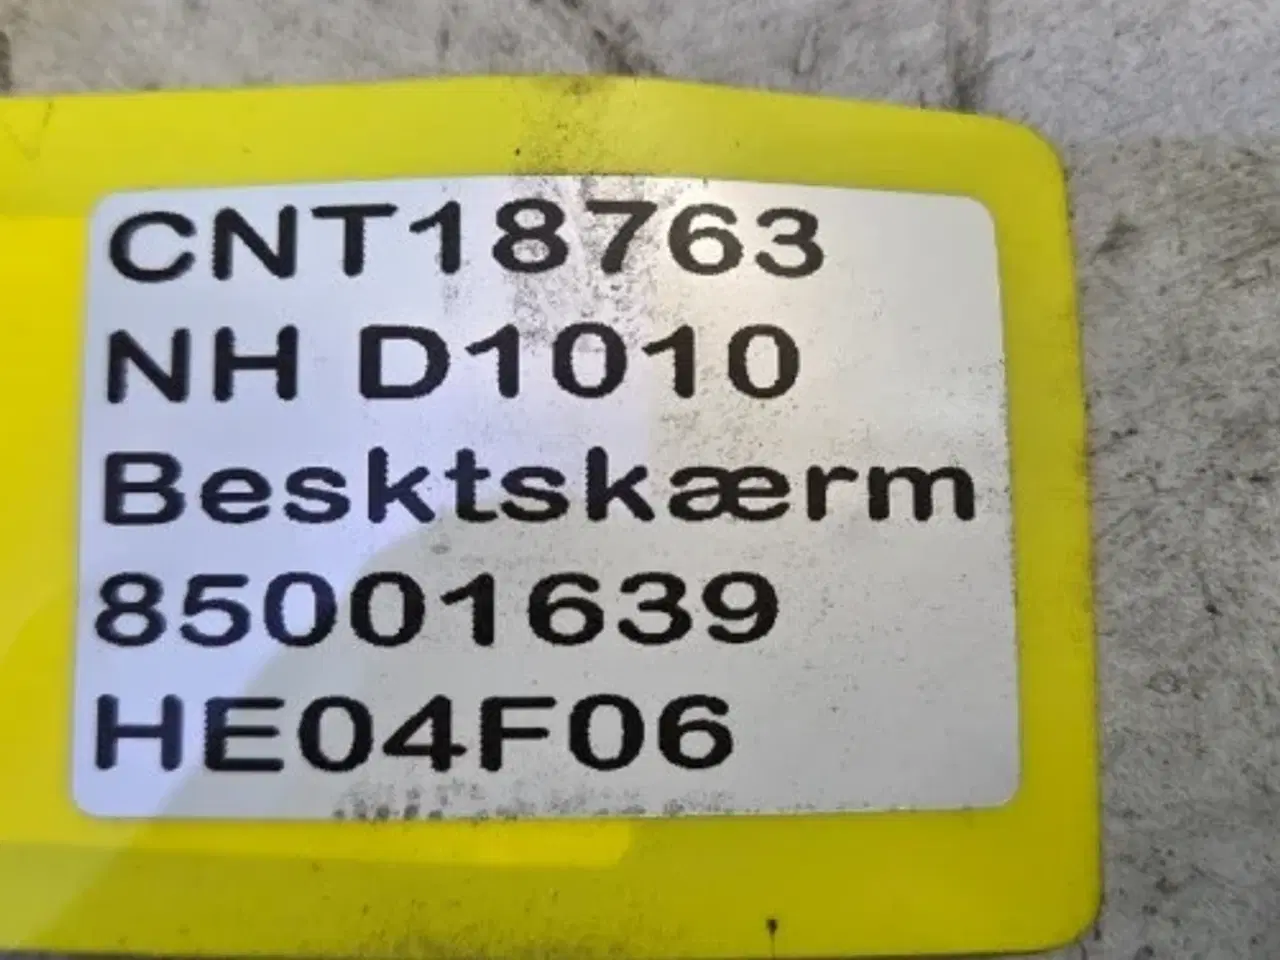 CNT18763
NH D1010
Besktskærm
85001639
HE04F06